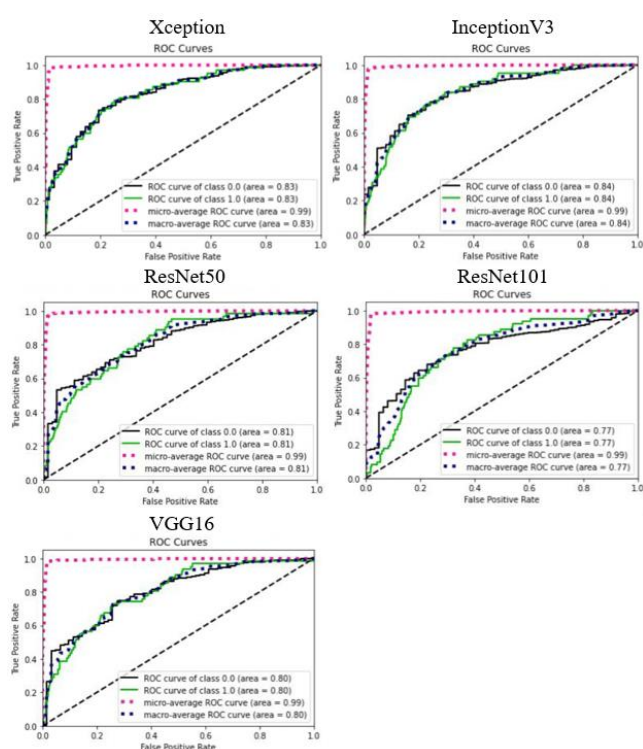 Xception
ROC Curves
True Positive Rate
1.0
0.8
0.6
0.4
0.2
0.0
ROC curve of class 0.0 (area = 0.83)
ROC curve of class 1.0 (area = 0.83)
micro-average ROC curve (area = 0.99)
macro-average ROC curve (area = 0.83)
0.0 0.2 0.4 0.6 0.8 1.0
False Positive Rate
InceptionV3
ROC Curves
True Positive Rate
1.0
0.8
0.6
0.4
0.2
0.0
ROC curve of class 0.0 (area = 0.84)
ROC curve of class 1.0 (area = 0.84)
micro-average ROC curve (area = 0.99)
macro-average ROC curve (area = 0.84)
0.0 0.2 0.4 0.6 0.8 1.0
False Positive Rate
ResNet50
ROC Curves
True Positive Rate
1.0
0.8
0.6
0.4
0.2
0.0
ROC curve of class 0.0 (area = 0.81)
ROC curve of class 1.0 (area = 0.81)
micro-average ROC curve (area = 0.99)
macro-average ROC curve (area = 0.81)
0.0 0.2 0.4 0.6 0.8 1.0
False Positive Rate
ResNet101
ROC Curves
True Positive Rate
1.0
0.8
0.6
0.4
0.2
0.0
ROC curve of class 0.0 (area = 0.77)
ROC curve of class 1.0 (area = 0.77)
micro-average ROC curve (area = 0.99)
macro-average ROC curve (area = 0.77)
0.0 0.2 0.4 0.6 0.8 1.0
False Positive Rate
VGG16
ROC Curves
True Positive Rate
1.0
0.8
0.6
0.4
0.2
0.0
ROC curve of class 0.0 (area = 0.80)
ROC curve of class 1.0 (area = 0.80)
micro-average ROC curve (area = 0.99)
macro-average ROC curve (area = 0.80)
0.0 0.2 0.4 0.6 0.8 1.0
False Positive Rate